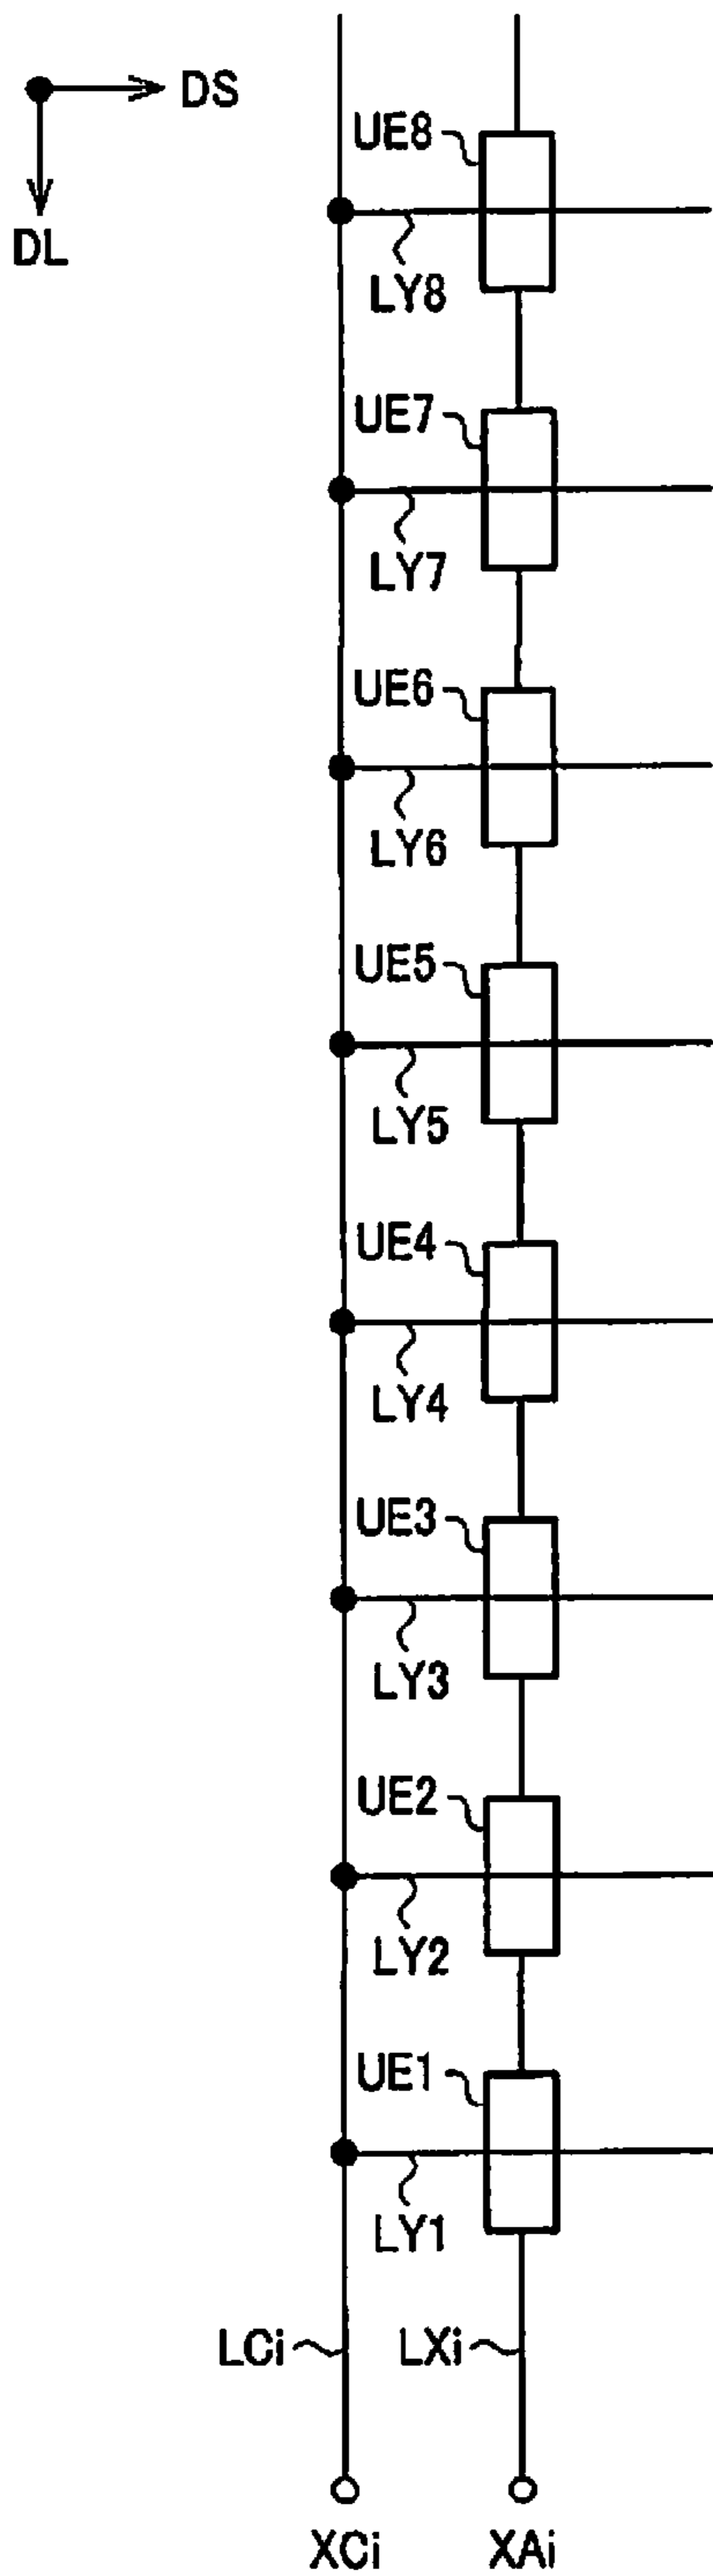 DS
DL
UE8
LY8
UE7
LY7
UE6
LY6
UE5
LY5
UE4
LY4
UE3
LY3
UE2
LY2
UE1
LY1
LCi LXi
XCi XAi